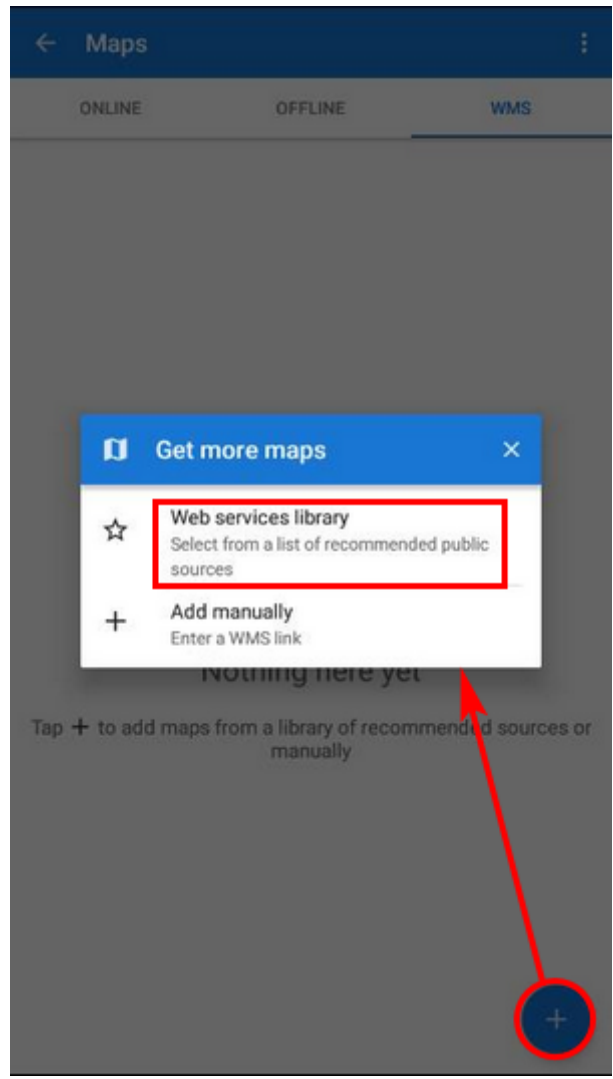 Maps
ONLINE OFFLINE WMS
Get more maps
Web services library
Select from a list of recommended public
sources
Add manually
Enter a WMS link
Nothing here yet
Tap + to add maps from a library of recommended sources or
manually